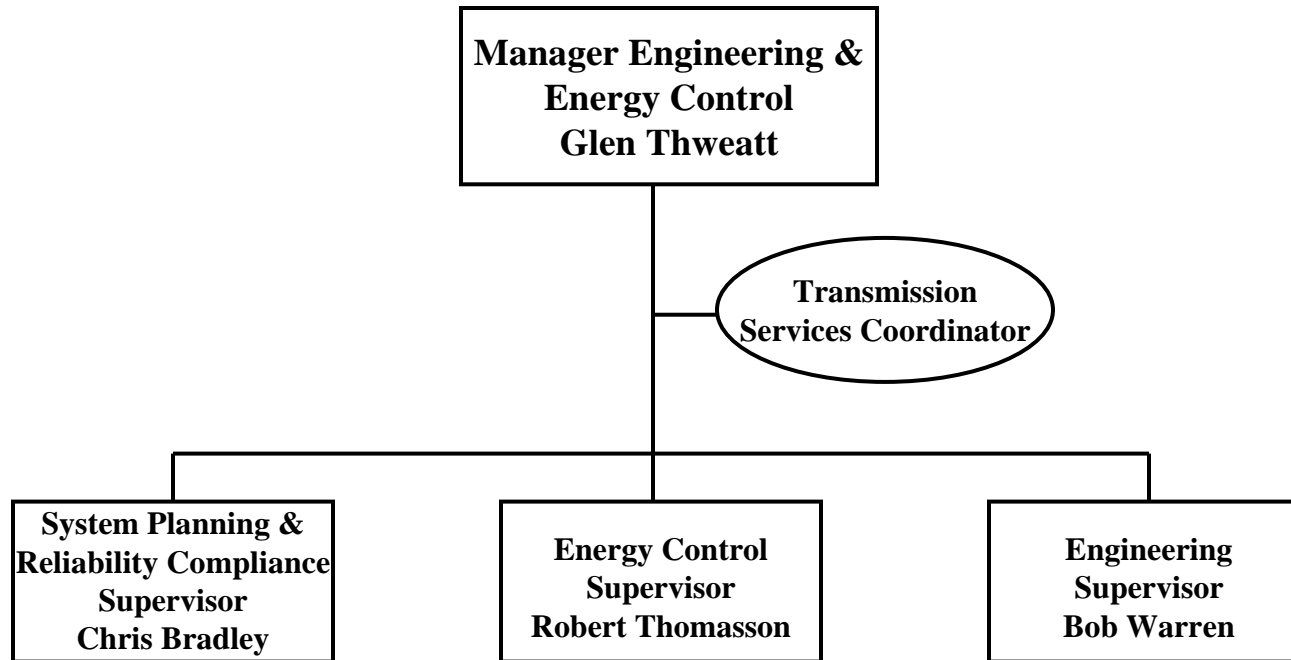 Manager Engineering &
Energy Control
Glen Thweatt
Transmission
Services Coordinator
System Planning &
Reliability Compliance
Supervisor
Chris Bradley
Energy Control
Supervisor
Robert Thomasson
Engineering
Supervisor
Bob Warren